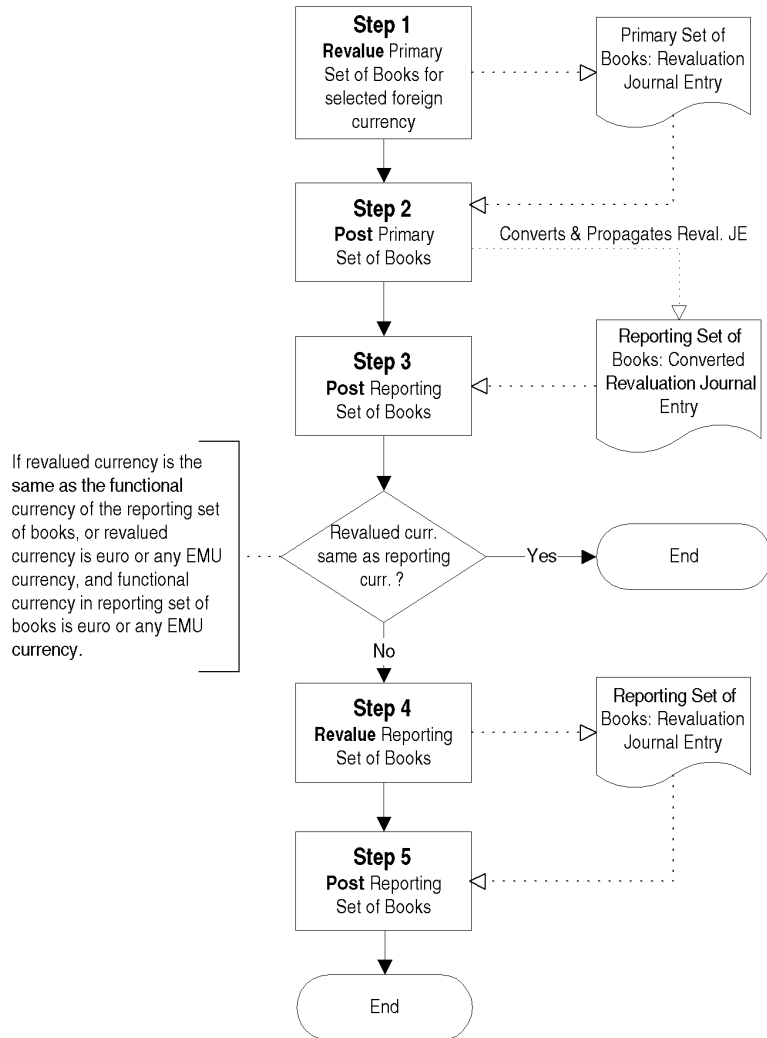 Step 1
Revalue Primary
Set of Books for
selected foreign
currency
Primary Set of
Books: Revaluation
Journal Entry
Step 2
Post Primary
Set of Books
Converts & Propagates Reval. JE
Step 3
Post Reporting
Set of Books
Reporting Set of
Books: Converted
Revaluation Journal
Entry
If revalued currency is the
same as the functional
currency of the reporting set
of books, or revalued
currency is euro or any EMU
currency, and functional
currency in reporting set of
books is euro or any EMU
currency.
Revalued curr.
same as reporting
curr. ?
Yes
End
No
Step 4
Revalue Reporting
Set of Books
Reporting Set of
Books: Revaluation
Journal Entry
Step 5
Post Reporting
Set of Books
End